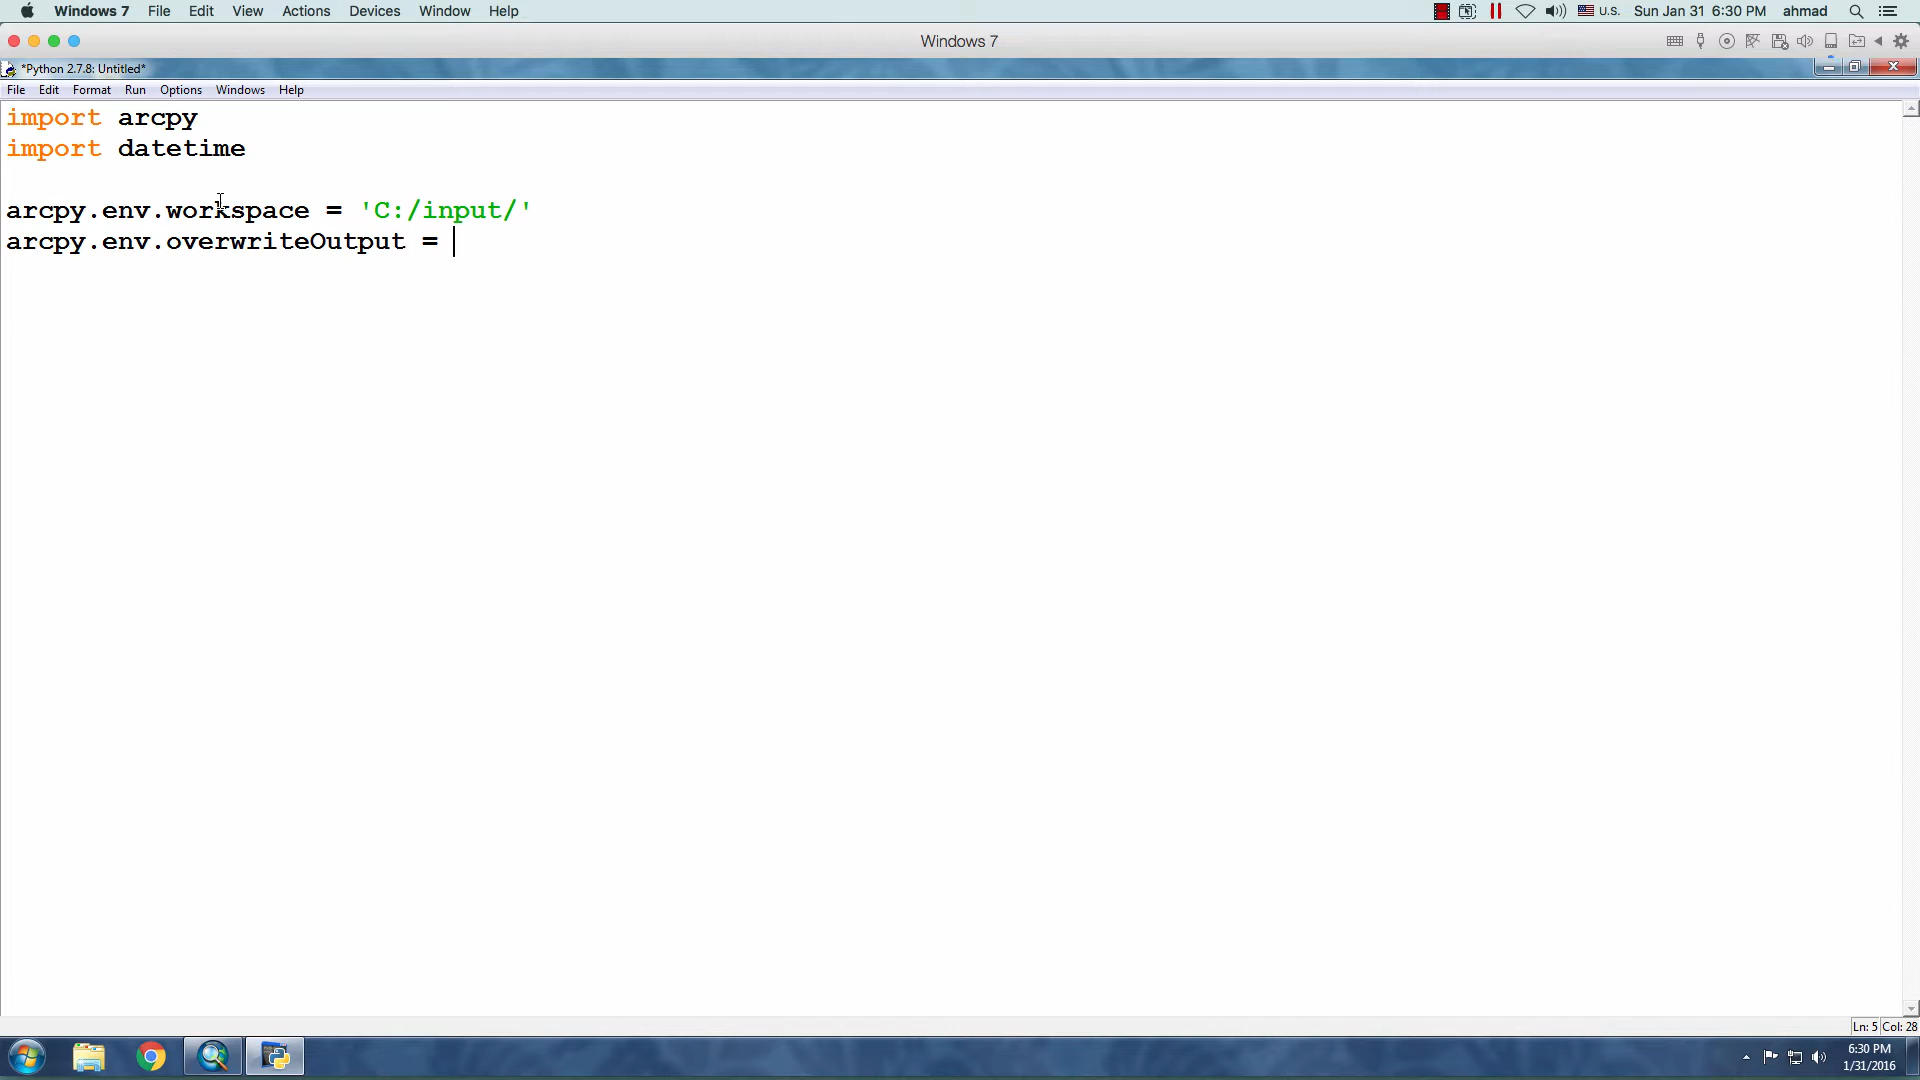 Windows 7 File Edit View Actions Devices Window Help U.S. Sun Jan 31 6:30 PM ahmad
Windows 7
*Python 2.7.8: Untitled*
File Edit Format Run Options Windows Help
import arcpy
import datetime
arcpy.env.workspace = 'C:/input/'
arcpy.env.overwriteOutput =
Ln: 5 Col: 28
6:30 PM
1/31/2016